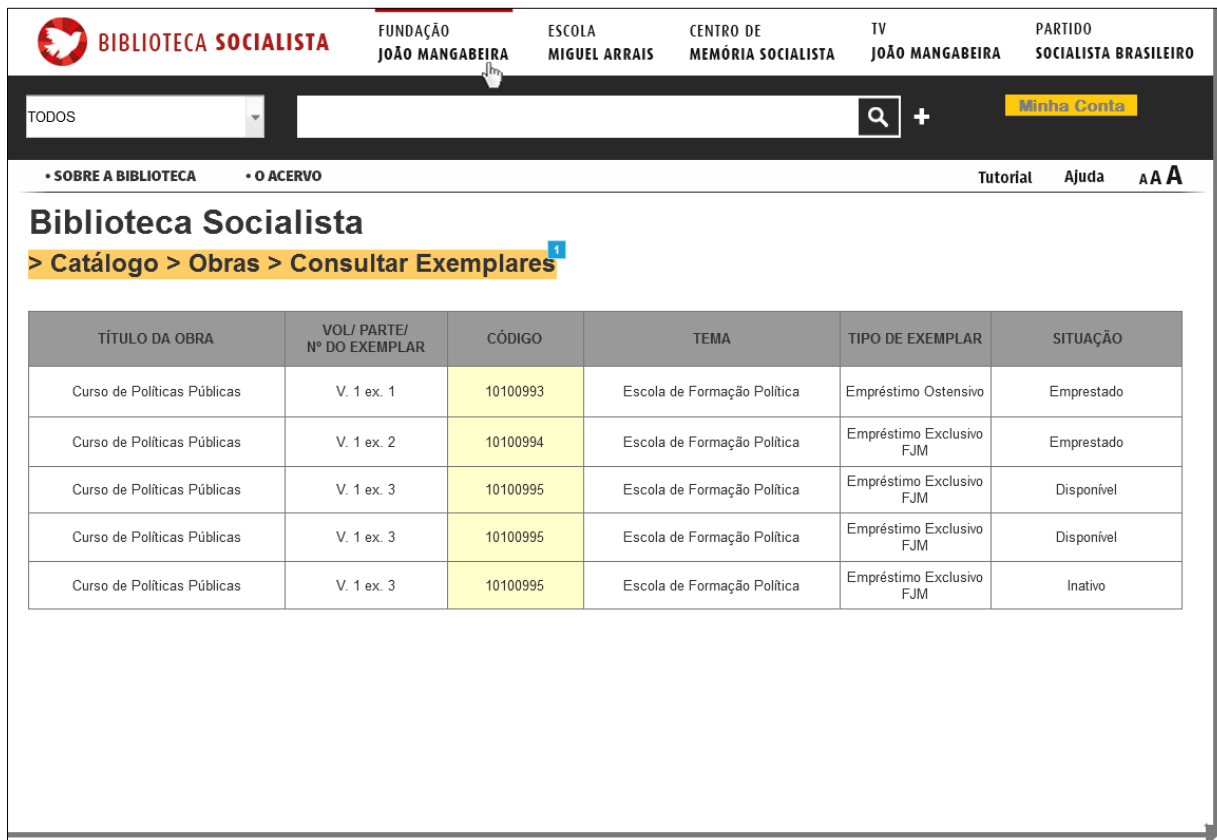 BIBLIOTECA SOCIALISTA
FUNDAÇÃO
JOÃO MANGABEIRA
ESCOLA
MIGUEL ARRAIS
CENTRO DE
MEMÓRIA SOCIALISTA
TV
JOÃO MANGABEIRA
PARTIDO
SOCIALISTA BRASILEIRO
TODOS
+
Minha Conta
• SOBRE A BIBLIOTECA
• O ACERVO
Tutorial
Ajuda
A A A
Biblioteca Socialista
> Catálogo > Obras > Consultar Exemplares
1
TÍTULO DA OBRA
VOL/ PARTE/
Nº DO EXEMPLAR
CÓDIGO
TEMA
TIPO DE EXEMPLAR
SITUAÇÃO
Curso de Políticas Públicas
V. 1 ex. 1
10100993
Escola de Formação Política
Empréstimo Ostensivo
Emprestado
Curso de Políticas Públicas
V. 1 ex. 2
10100994
Escola de Formação Política
Empréstimo Exclusivo
FJM
Emprestado
Curso de Políticas Públicas
V. 1 ex. 3
10100995
Escola de Formação Política
Empréstimo Exclusivo
FJM
Disponível
Curso de Políticas Públicas
V. 1 ex. 3
10100995
Escola de Formação Política
Empréstimo Exclusivo
FJM
Disponível
Curso de Políticas Públicas
V. 1 ex. 3
10100995
Escola de Formação Política
Empréstimo Exclusivo
FJM
Inativo